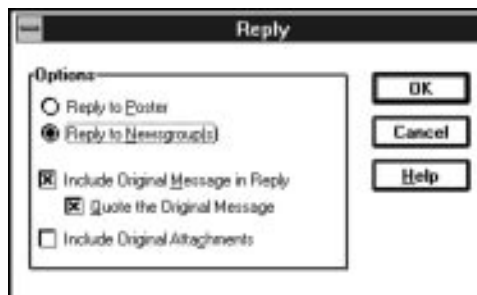 Reply
Options
Reply to Poster
Reply to Newsgroup(s)
Include Original Message in Reply
Quote the Original Message
Include Original Attachments
OK
Cancel
Help